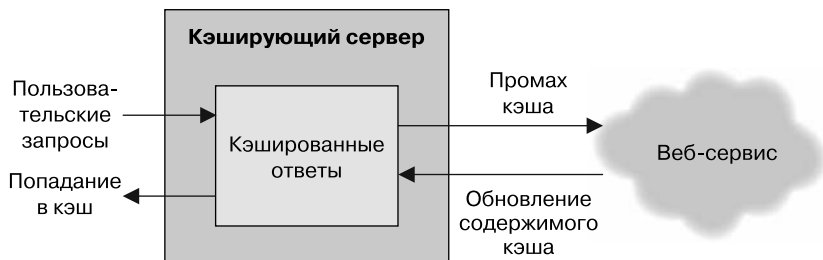 Кэширующий сервер
Пользова-
тельские
запросы
Попадание
в кэш
Кэшированные
ответы
Промах
кэша
Обновление
содержимого
кэша
Веб-сервис